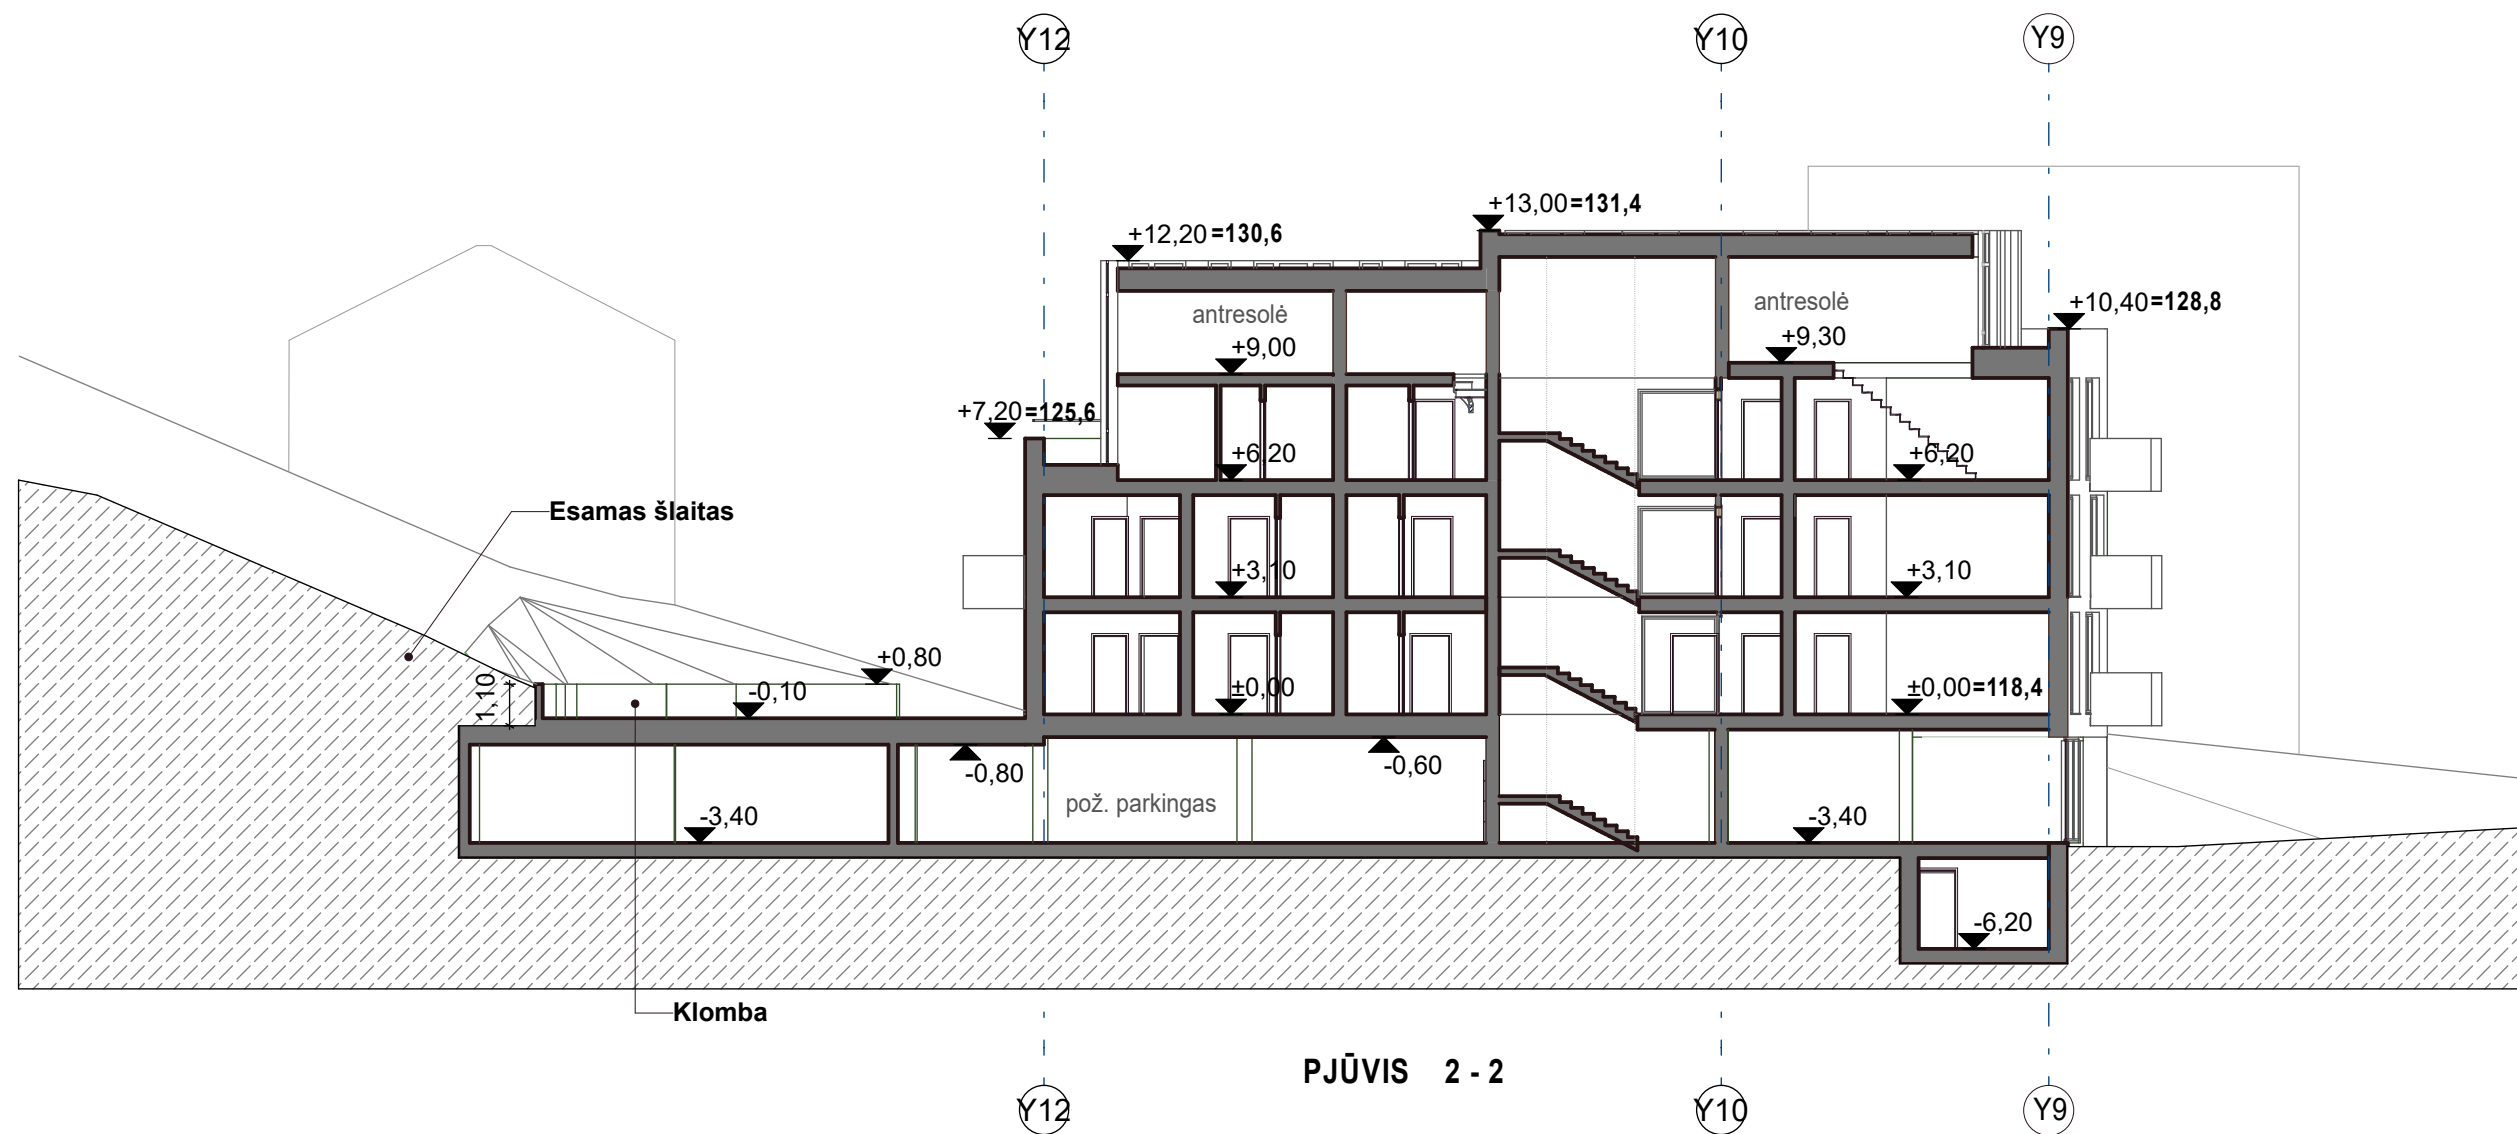 Y12
Y10
Y9
+13,00=131,4
+12,20=130,6
antresolė
antresolė
+10,40=128,8
+9,00
+9,30
+7,20=125,6
+6,20
+6,20
Esamas šlaitas
+3,10
+3,10
+0,80
1,10
-0,10
±0,00
±0,00=118,4
-0,80
-0,60
pož. parkingas
-3,40
-3,40
-6,20
Klomba
PJŪVIS 2 - 2
Y12
Y10
Y9